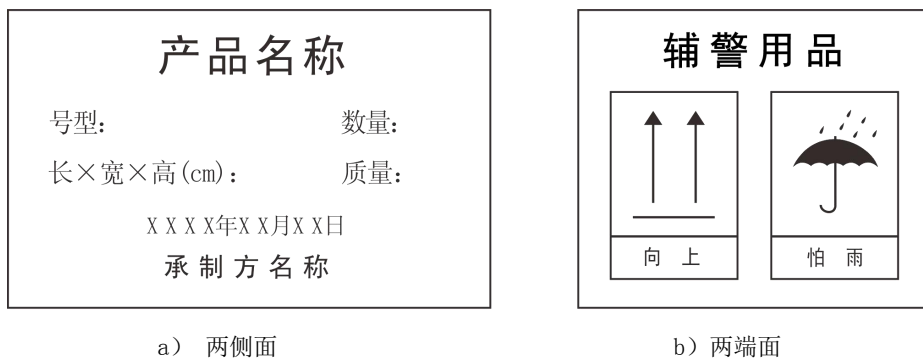 产品名称
号型： 数量：
长×宽×高(cm)： 质量：
XXXX年XX月XX日
承制方名称
a） 两侧面
辅警用品
向上 怕雨
b）两端面